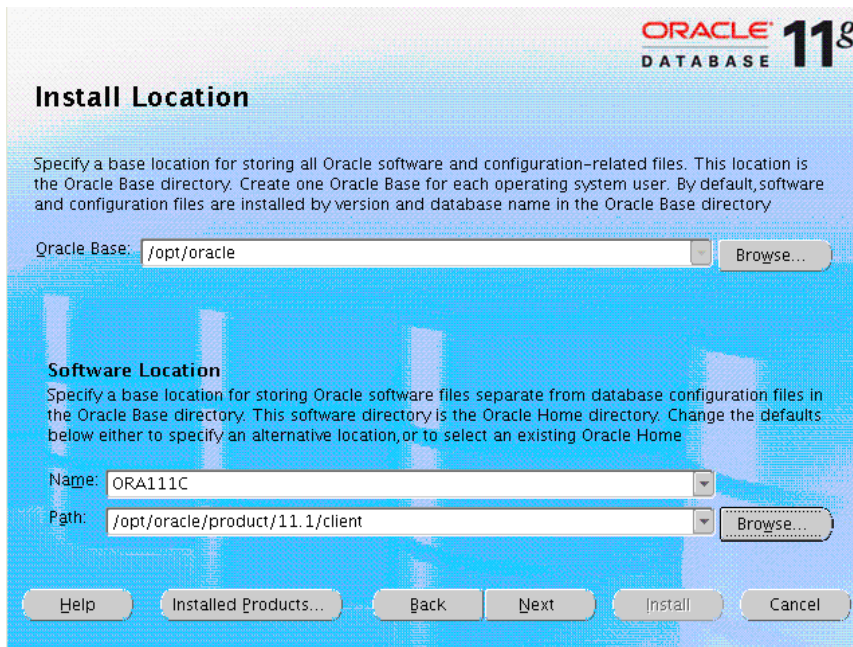 ORACLE 11g
DATABASE
Install Location
Specify a base location for storing all Oracle software and configuration-related files. This location is
the Oracle Base directory. Create one Oracle Base for each operating system user. By default, software
and configuration files are installed by version and database name in the Oracle Base directory
Oracle Base: /opt/oracle Browse...
Software Location
Specify a base location for storing Oracle software files separate from database configuration files in
the Oracle Base directory. This software directory is the Oracle Home directory. Change the defaults
below either to specify an alternative location, or to select an existing Oracle Home
Name: ORA111C
Path: /opt/oracle/product/11.1/client Browse...
Help Installed Products... Back Next Install Cancel